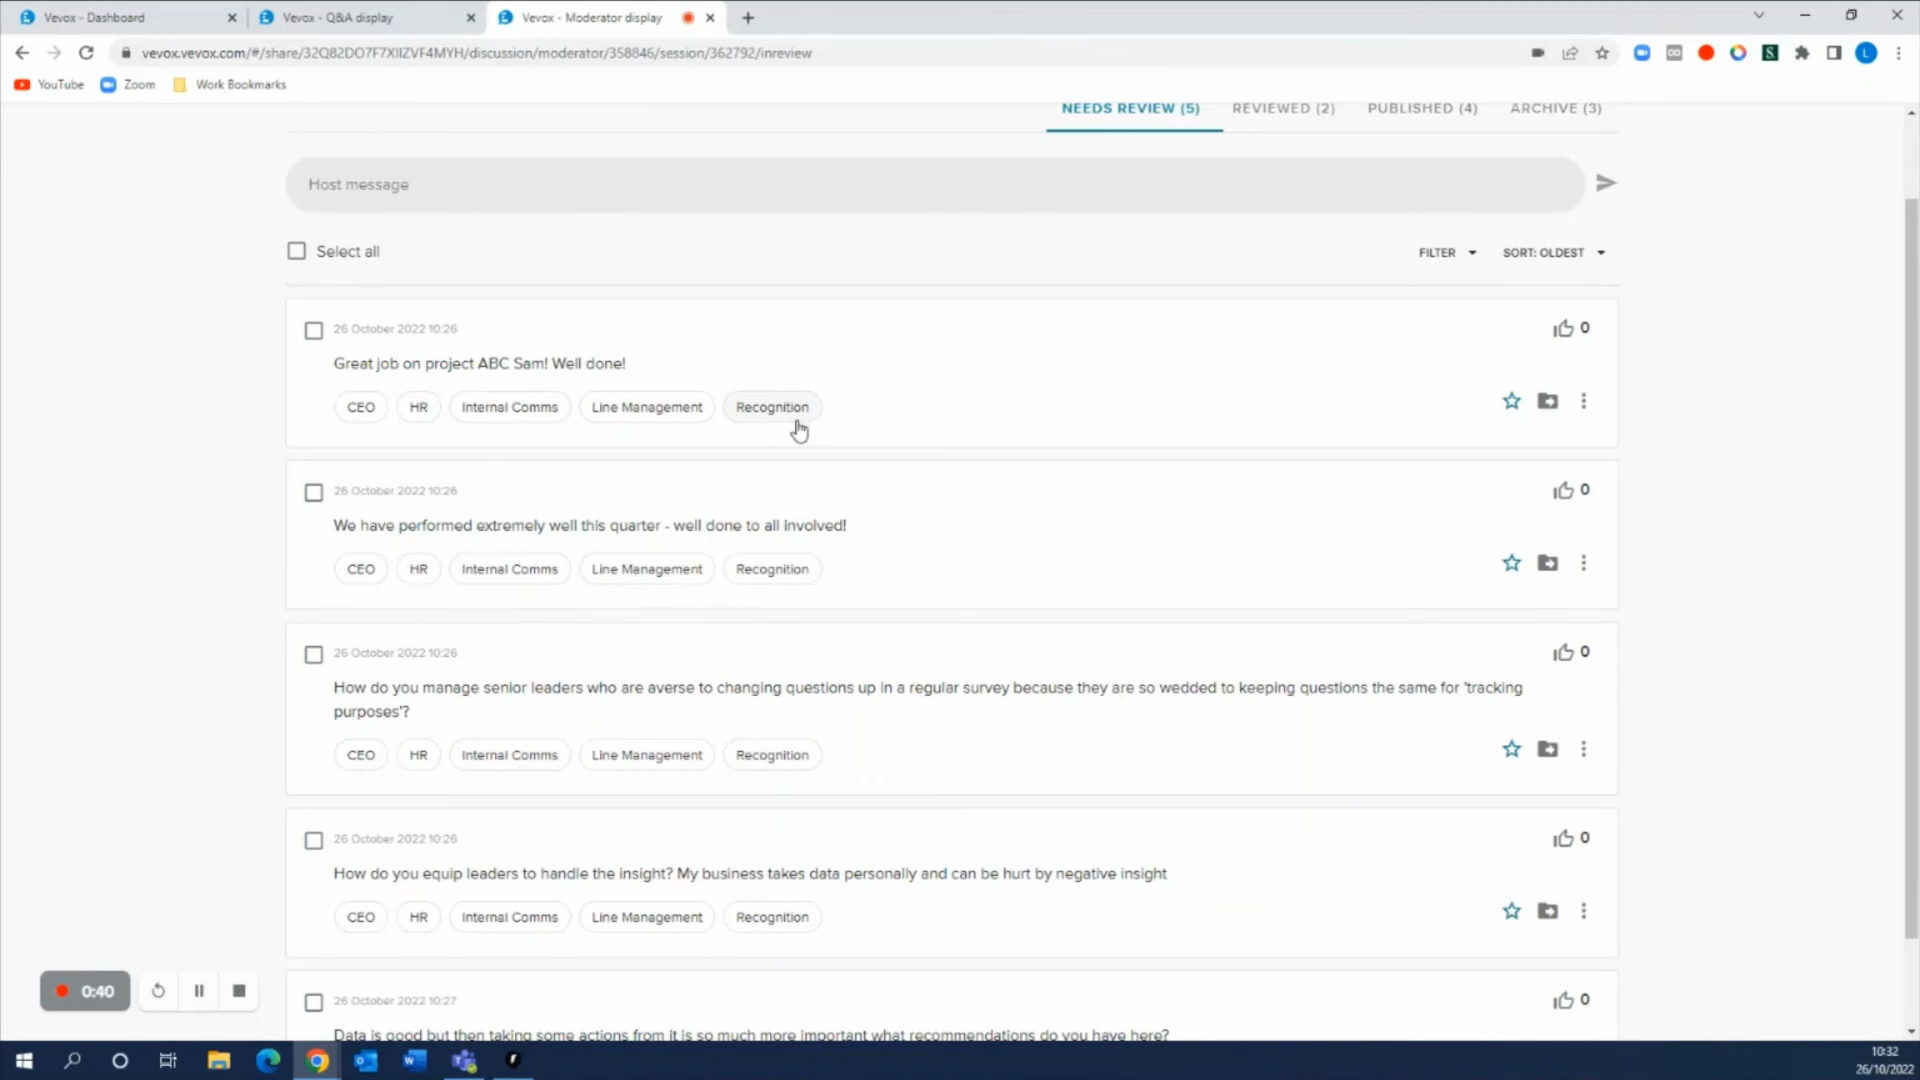 Vevox - Dashboard
Vevox - Q&A display
Vevox - Moderator display
vevox.vevox.com/#/share/32Q82DO7F7XIIZVF4MYH/discussion/moderator/358846/session/362792/inreview
YouTube
Zoom
Work Bookmarks
NEEDS REVIEW (5)
REVIEWED (2)
PUBLISHED (4)
ARCHIVE (3)
Host message
Select all
FILTER
SORT: OLDEST
26 October 2022 10:26
0
Great job on project ABC Sam! Well done!
CEO HR Internal Comms Line Management Recognition
26 October 2022 10:26
0
We have performed extremely well this quarter - well done to all involved!
CEO HR Internal Comms Line Management Recognition
26 October 2022 10:26
0
How do you manage senior leaders who are averse to changing questions up in a regular survey because they are so wedded to keeping questions the same for 'tracking
purposes'?
CEO HR Internal Comms Line Management Recognition
26 October 2022 10:26
0
How do you equip leaders to handle the insight? My business takes data personally and can be hurt by negative insight
CEO HR Internal Comms Line Management Recognition
0:40
26 October 2022 10:27
0
Data is good but then taking some actions from it is so much more important what recommendations do you have here?
10:32
26/10/2022